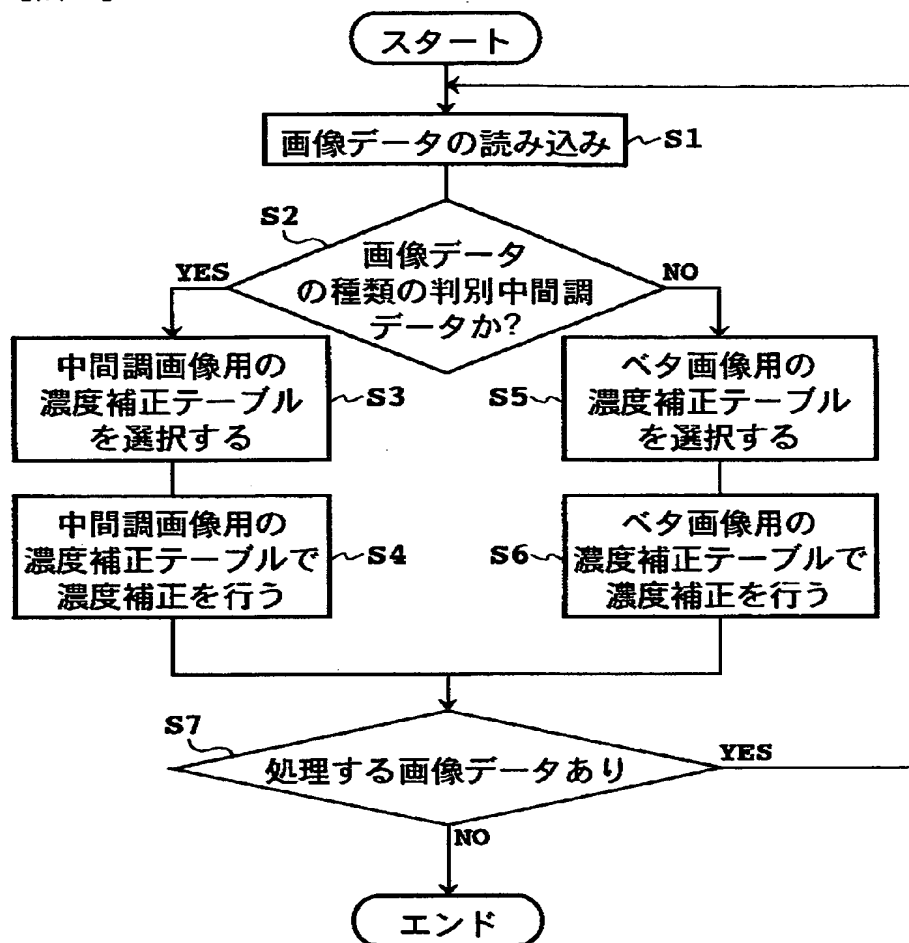 スタート
画像データの読み込み
S1
S2
画像データ
の種類の判別中間調
データか?
YES
NO
中間調画像用の
濃度補正テーブル
を選択する
S3
S5
ベタ画像用の
濃度補正テーブル
を選択する
中間調画像用の
濃度補正テーブルで
濃度補正を行う
S4
S6
ベタ画像用の
濃度補正テーブルで
濃度補正を行う
S7
処理する画像データあり
YES
NO
エンド